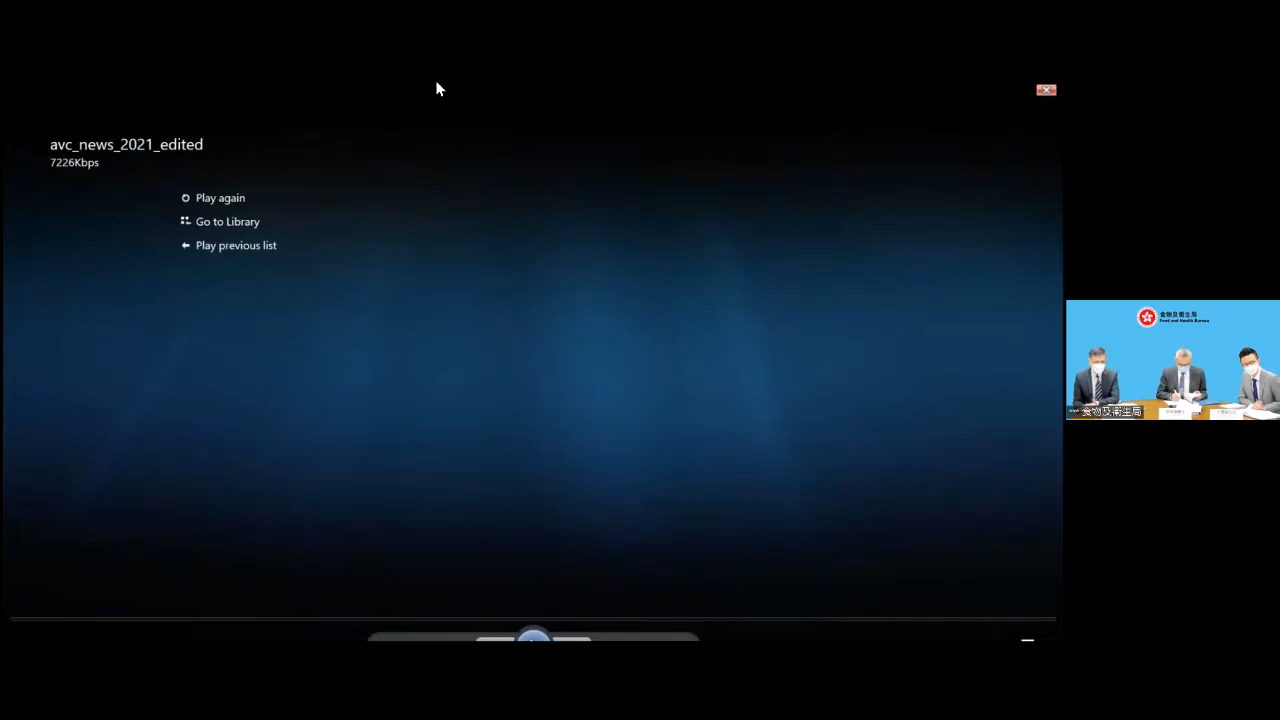 avc_news_2021_edited
7226Kbps
Play again
Go to Library
Play previous list
食物及衞生局
Food and Health Bureau
食物及衞生局